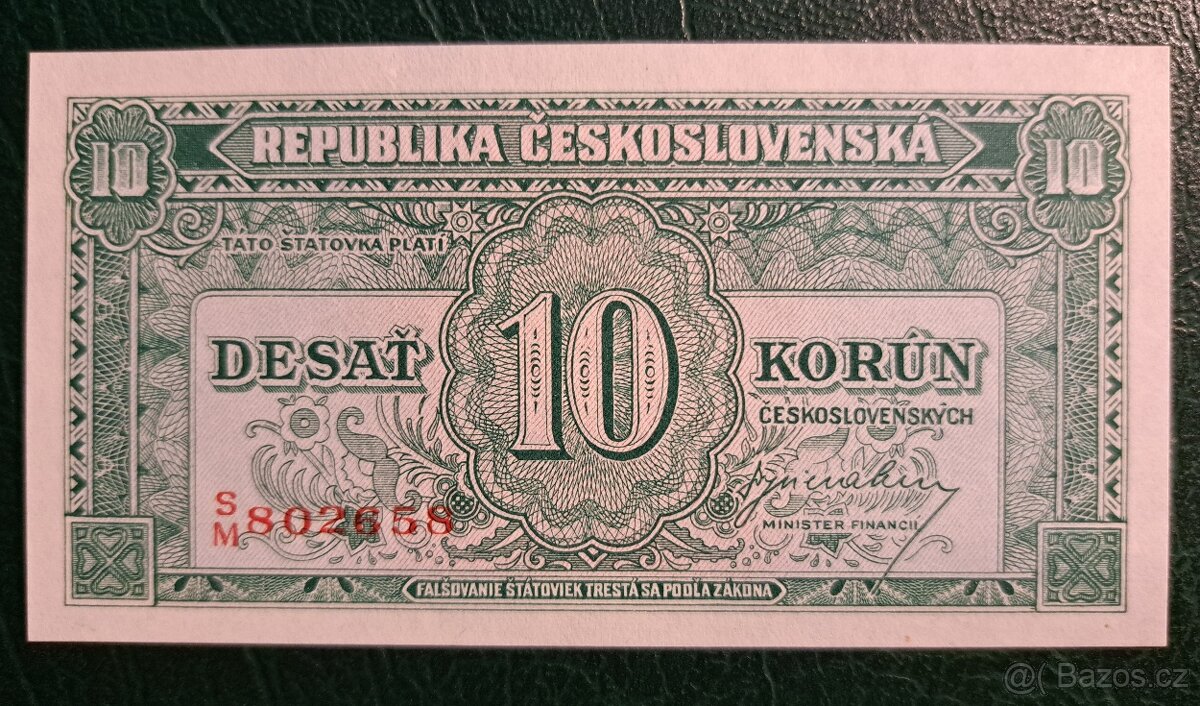 REPUBLIKA ČESKOSLOVENSKÁ
10 10
TÁTO ŠTÁTOVKA PLATÍ
DESAŤ 10 KORÚN
ČESKOSLOVENSKÝCH
S
M 802658
MINISTER FINANCIÍ
FALŠOVANIE ŠTÁTOVIEK TRESTÁ SA PODĽA ZÁKONA
@( Bazos.cz